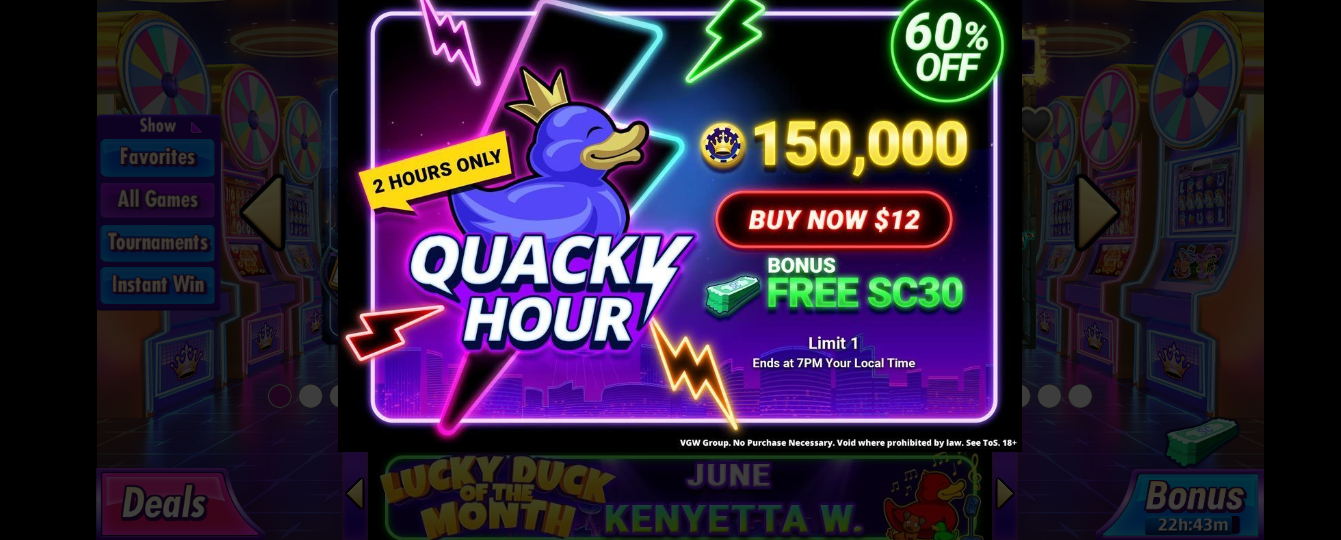 Show
Favorites
All Games
Tournaments
Instant Win
60%
OFF
2 HOURS ONLY
QUACKY
HOUR
150,000
BUY NOW $12
BONUS
FREE SC30
Limit 1
Ends at 7PM Your Local Time
VGW Group. No Purchase Necessary. Void where prohibited by law. See ToS. 18+
Deals
LUCKY DUCK
OF THE
MONTH
JUNE
KENYETTA W.
Bonus
22h:43m